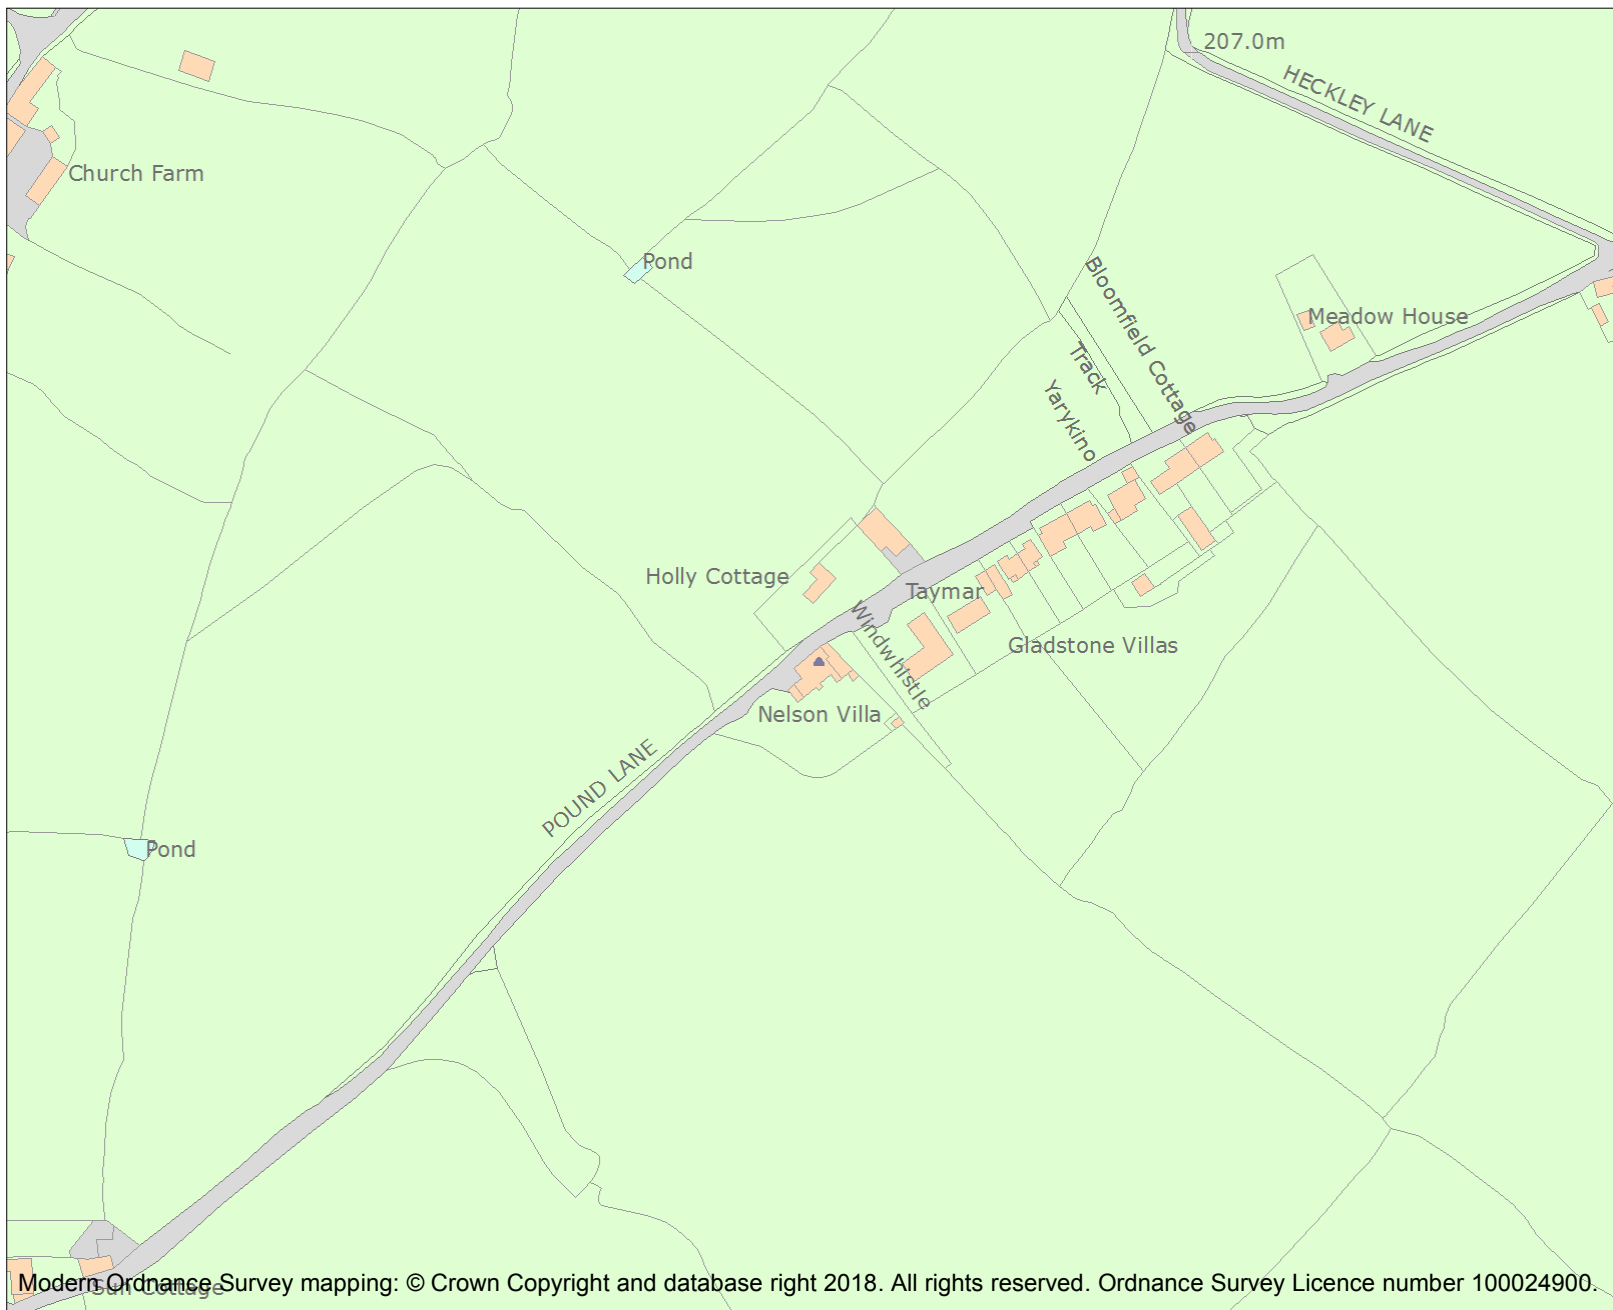 207.0m
HECKLEY LANE
Church Farm
Pond
Bloomfield Cottage
Meadow House
Track
Yarykino
Holly Cottage
Taymar
Windwhistle
Gladstone Villas
Nelson Villa
POUND LANE
Pond
Sun Cottage
Modern Ordnance Survey mapping: © Crown Copyright and database right 2018. All rights reserved. Ordnance Survey Licence number 100024900.